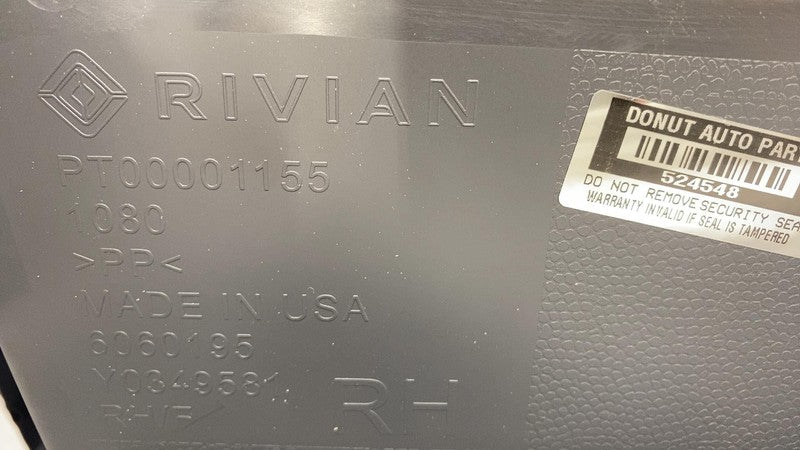 RIVIAN
PT00001155
1080
>PP<
MADE IN USA
6060195
Y0349581
RH
DONUT AUTO PAR
524548
DO NOT REMOVE SECURITY SEA
WARRANTY INVALID IF SEAL IS TAMPERED